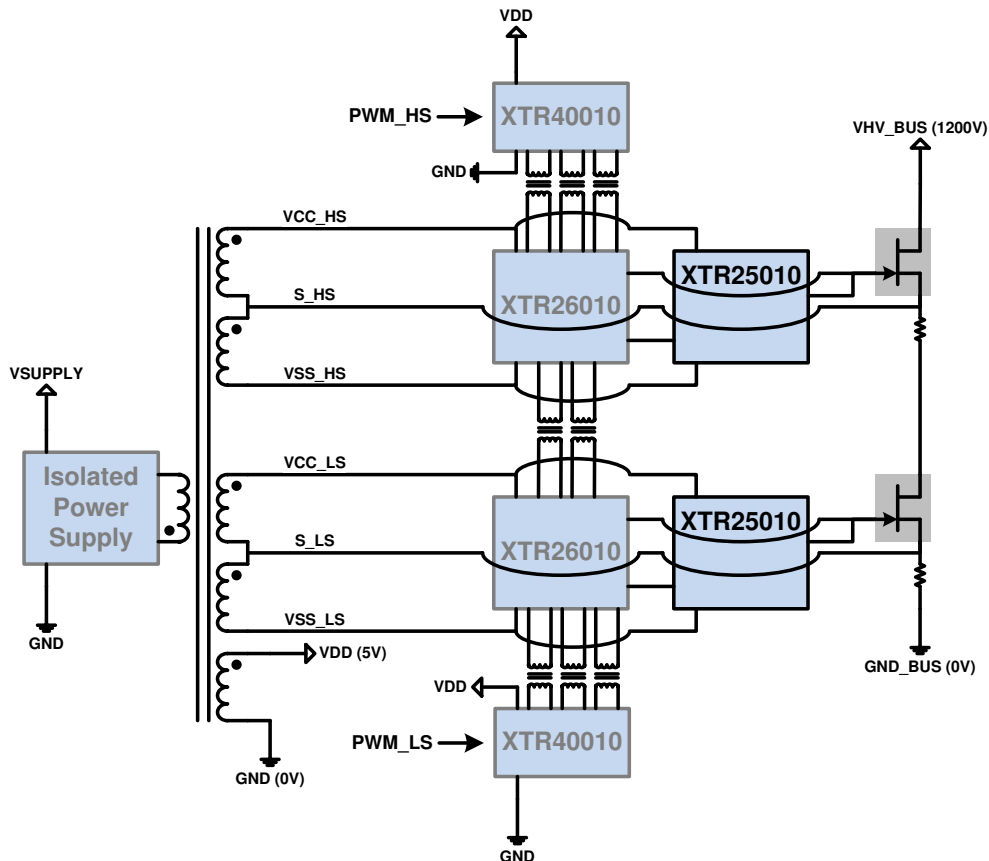 VDD
PWM_HS
XTR40010
GND
VHV_BUS (1200V)
VCC_HS
XTR26010
XTR25010
S_HS
VSS_HS
VSUPPLY
Isolated
Power
Supply
GND
VCC_LS
XTR26010
XTR25010
S_LS
VSS_LS
VDD (5V)
GND (0V)
VDD
PWM_LS
XTR40010
GND
GND_BUS (0V)